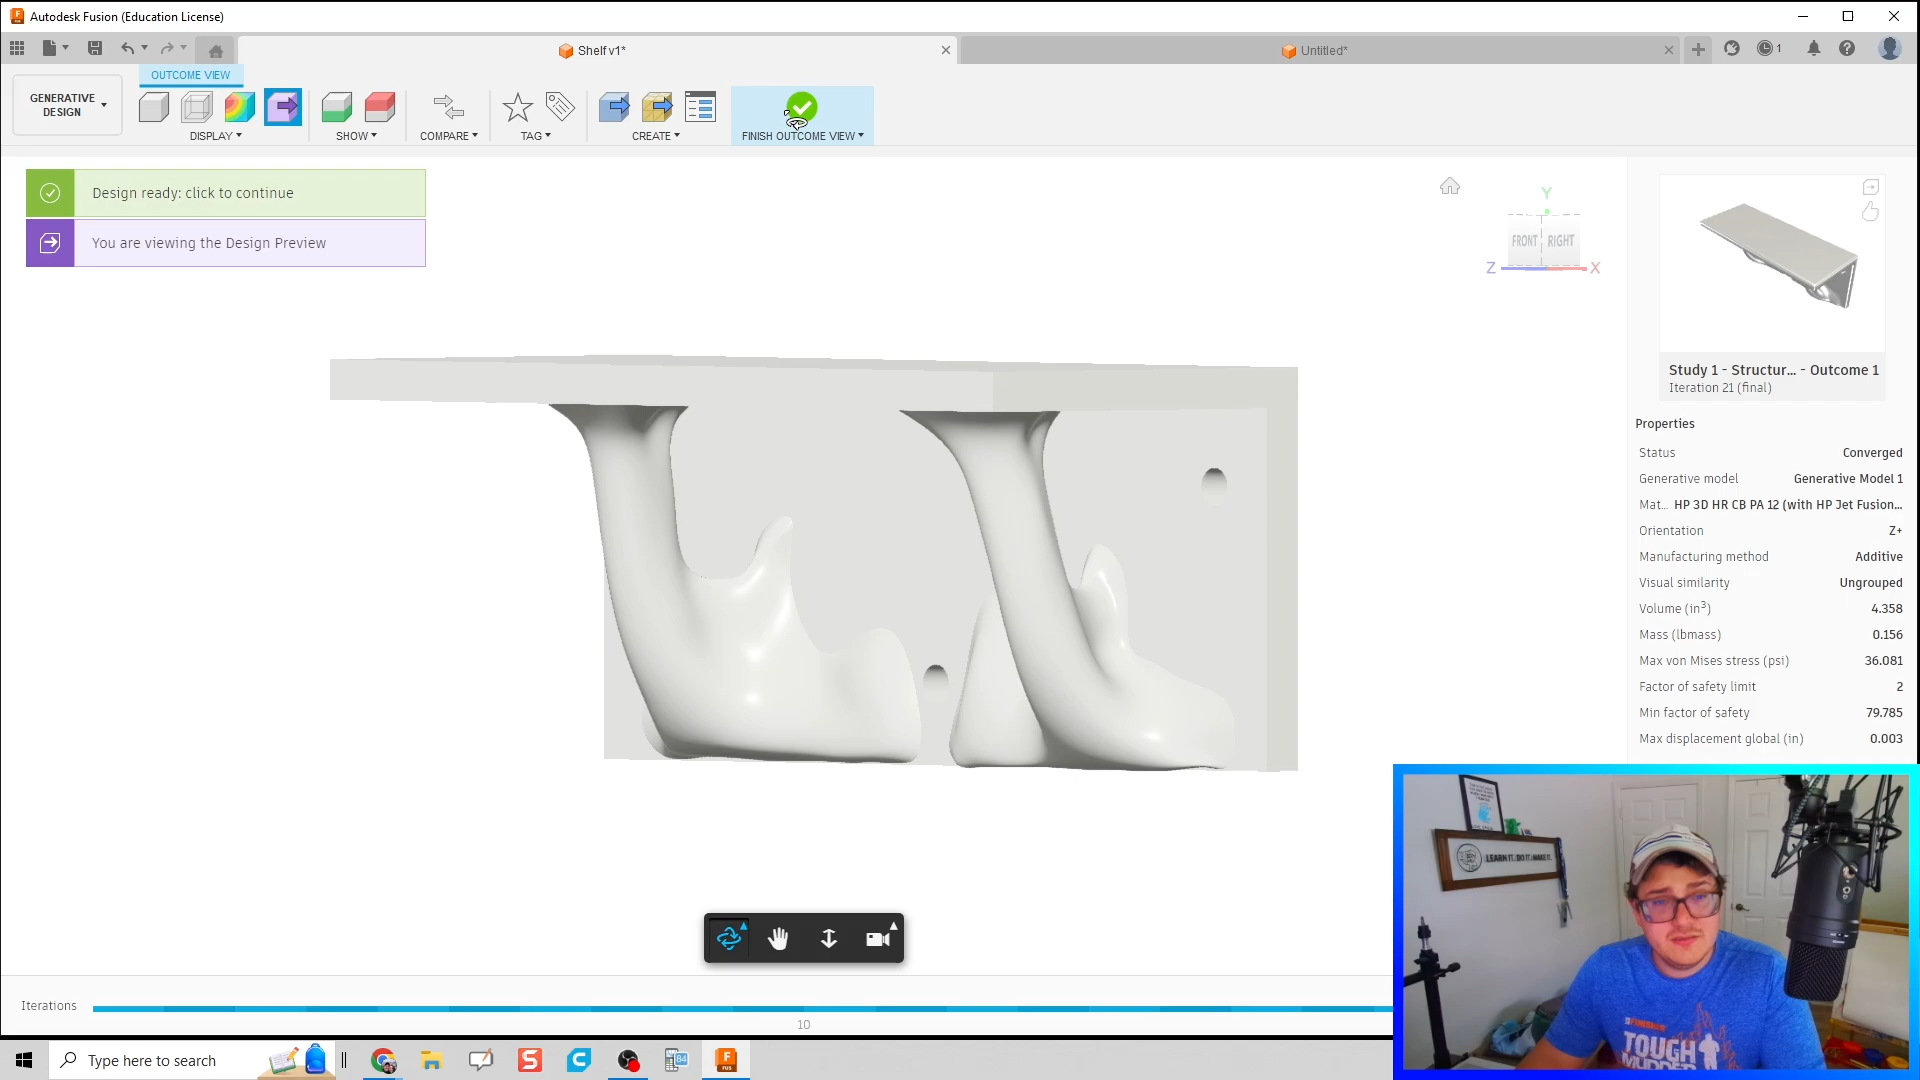 Autodesk Fusion (Education License)
Shelf v1*
Untitled*
1
GENERATIVE
DESIGN
OUTCOME VIEW
DISPLAY
SHOW
COMPARE
TAG
CREATE
FINISH OUTCOME VIEW
Design ready: click to continue
You are viewing the Design Preview
Y
FRONT
RIGHT
Z
X
Study 1 - Structur... - Outcome 1
Iteration 21 (final)
Properties
Status Converged
Generative model Generative Model 1
Mat... HP 3D HR CB PA 12 (with HP Jet Fusion...
Orientation Z+
Manufacturing method Additive
Visual similarity Ungrouped
Volume (in³) 4.358
Mass (lbmass) 0.156
Max von Mises stress (psi) 36.081
Factor of safety limit 2
Min factor of safety 79.785
Max displacement global (in) 0.003
LEARN IT. DO IT. MAKE IT.
TOUGH
MUDDER
Iterations
10
Type here to search
84
F
FUS
S
C